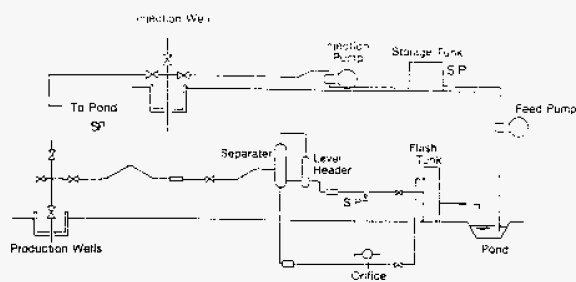 Injection Well
Injection
Pump
Storage Tank
S P
To Pond
SP
Feed Pump
Flash
Tank
Separater
Lever
Header
S P
Production Wells
Orifice
Pond